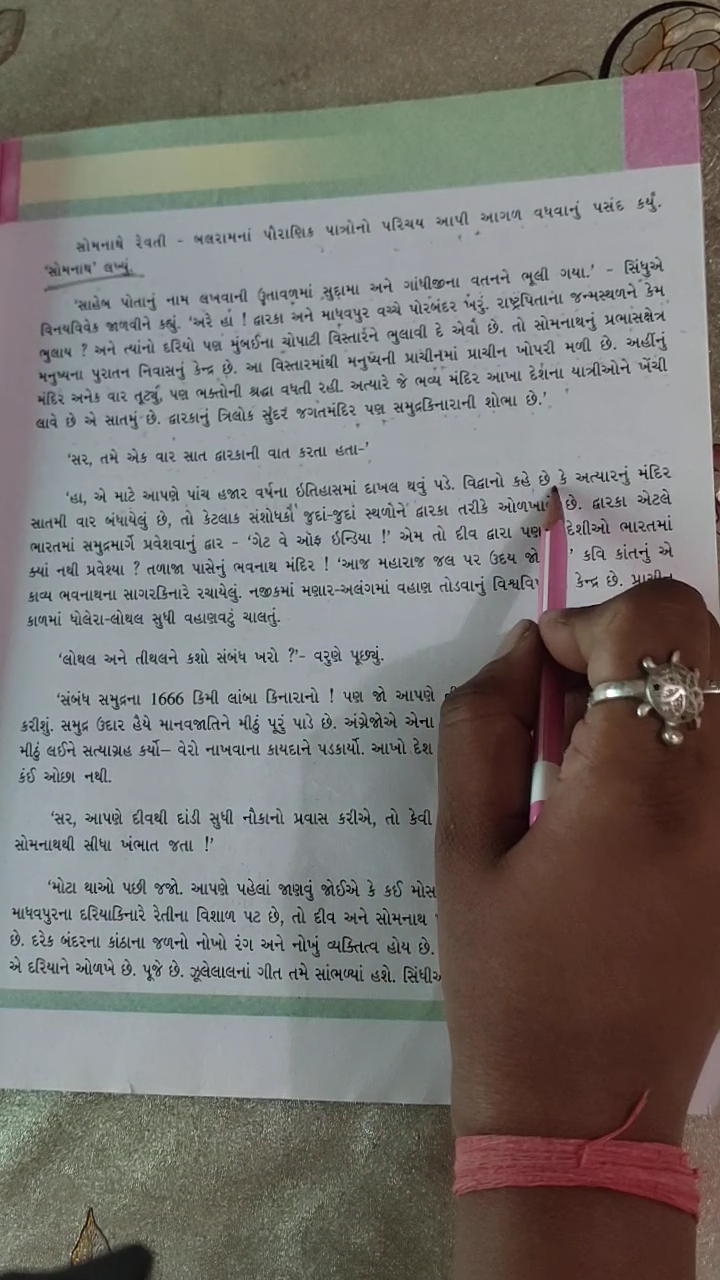 સોમનાથે રેવતી - બલરામનાં પૌરાણિક પાત્રોનો પરિચય આપી આગળ વધવાનું પસંદ કર્યું.
‘સોમનાથ’ લખ્યું.
‘સાહેબ પોતાનું નામ લખવાની ઉતાવળમાં સુદામા અને ગાંધીજીના વતનને ભૂલી ગયા.’ - સિંધુએ
વિનયવિવેક જાળવીને કહ્યું. ‘અરે હા ! દ્વારકા અને માધવપુર વચ્ચે પોરબંદર ખરું. રાષ્ટ્રપિતાના જન્મસ્થળને કેમ
ભુલાય ? અને ત્યાંનો દરિયો પણ મુંબઈના ચોપાટી વિસ્તારને ભુલાવી દે એવો છે. તો સોમનાથનું પ્રભાસક્ષેત્ર
મનુષ્યના પુરાતન નિવાસનું કેન્દ્ર છે. આ વિસ્તારમાંથી મનુષ્યની પ્રાચીનમાં પ્રાચીન ખોપરી મળી છે. અહીંનું
મંદિર અનેક વાર તૂટ્યું, પણ ભક્તોની શ્રદ્ધા વધતી રહી. અત્યારે જે ભવ્ય મંદિર આખા દેશના યાત્રીઓને ખેંચી
લાવે છે એ સાતમું છે. દ્વારકાનું ત્રિલોક સુંદર જગતમંદિર પણ સમુદ્રકિનારાની શોભા છે.’
‘સર, તમે એક વાર સાત દ્વારકાની વાત કરતા હતા-’
‘હા, એ માટે આપણે પાંચ હજાર વર્ષના ઇતિહાસમાં દાખલ થવું પડે. વિદ્વાનો કહે છે કે અત્યારનું મંદિર
સાતમી વાર બંધાયેલું છે, તો કેટલાક સંશોધકો જુદાં-જુદાં સ્થળોને દ્વારકા તરીકે છે. દ્વારકા એટલે
ભારતમાં સમુદ્રમાર્ગે પ્રવેશવાનું દ્વાર - ‘ગેટ વે ઓફ ઇન્ડિયા !’ એમ તો દીવ દ્વારા પણ ભારતમાં
ક્યાં નથી પ્રવેશ્યા ? તળાજા પાસેનું ભવનાથ મંદિર ! ‘આજ મહારાજ જલ પર ઉદય ’ કવિ કાંતનું એ
કાવ્ય ભવનાથના સાગરકિનારે રચાયેલું. નજીકમાં મણાર-અલંગમાં વહાણ તોડવાનું કેન્દ્ર છે. પ્રાચીન
કાળમાં ધોલેરા-લોથલ સુધી વહાણવટું ચાલતું.
‘લોથલ અને તીથલને કશો સંબંધ ખરો ?’- વરુણે પૂછ્યું.
‘સંબંધ સમુદ્રના 1666 કિમી લાંબા કિનારાનો ! પણ જો આપણે
કરીશું. સમુદ્ર ઉદાર હૈયે માનવજાતિને મીઠું પૂરું પાડે છે. અંગ્રેજોએ એના
મીઠું લઈને સત્યાગ્રહ કર્યો– વેરો નાખવાના કાયદાને પડકાર્યો. આખો દેશ
કંઈ ઓછા નથી.
‘સર, આપણે દીવથી દાંડી સુધી નૌકાનો પ્રવાસ કરીએ, તો કેવી
સોમનાથથી સીધા ખંભાત જતા !’
‘મોટા થાઓ પછી જજો. આપણે પહેલાં જાણવું જોઈએ કે કઈ
માધવપુરના દરિયાકિનારે રેતીના વિશાળ પટ છે, તો દીવ અને સોમનાથ
છે. દરેક બંદરના કાંઠાના જળનો નોખો રંગ અને નોખું વ્યક્તિત્વ હોય છે.
એ દરિયાને ઓળખે છે. પૂજે છે. ઝૂલેલાલનાં ગીત તમે સાંભળ્યાં હશે.